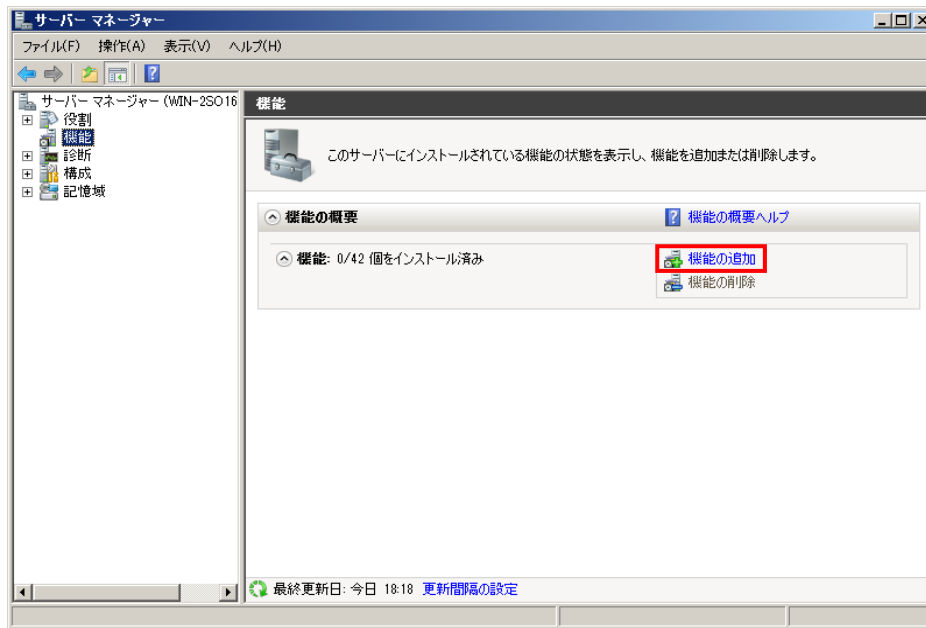 サーバー マネージャー
ファイル(F) 操作(A) 表示(V) ヘルプ(H)
サーバー マネージャー (WIN-2SO16
役割
機能
診断
構成
記憶域
機能
このサーバーにインストールされている機能の状態を表示し、機能を追加または削除します。
機能の概要
機能の概要ヘルプ
機能: 0/42 個をインストール済み
機能の追加
機能の削除
最終更新日: 今日 18:18 更新間隔の設定